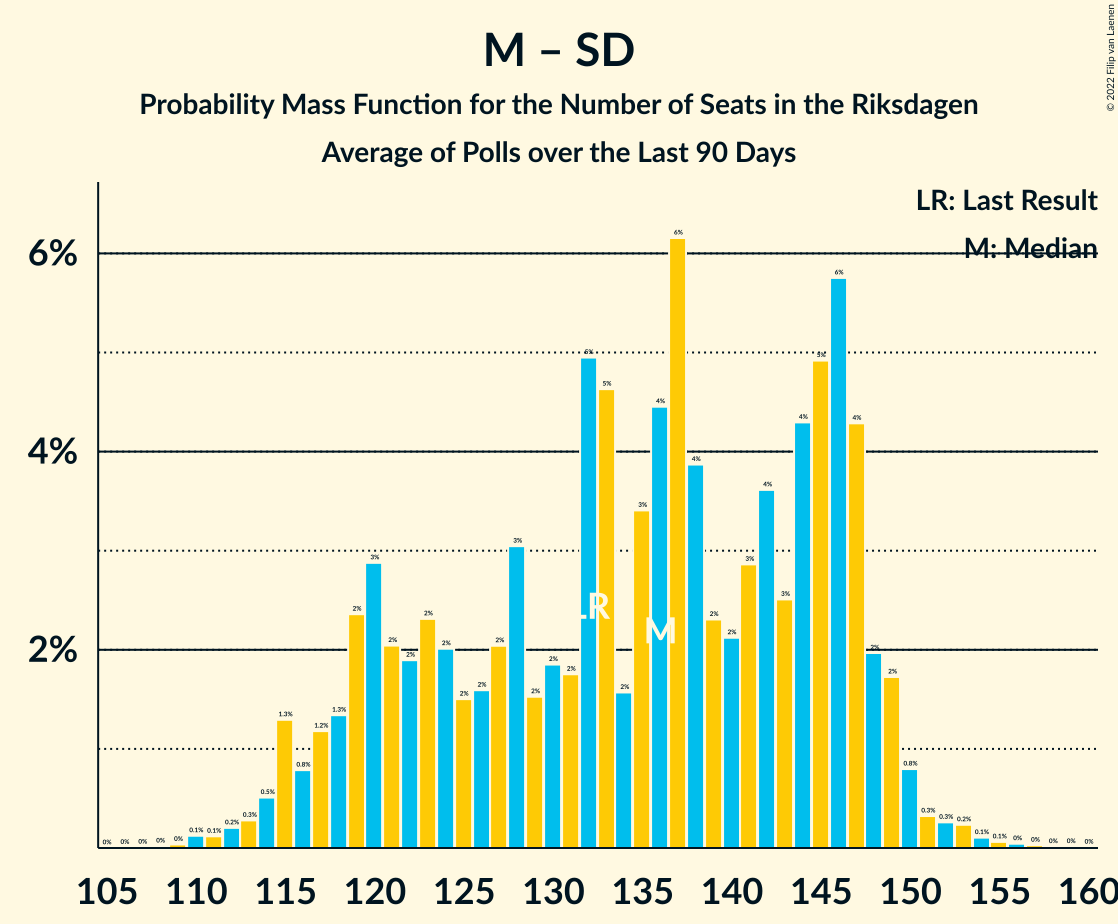 © 2022 Filip van Laenen
M – SD
Probability Mass Function for the Number of Seats in the Riksdagen
Average of Polls over the Last 90 Days
LR: Last Result
M: Median
6%
4%
2%
0% 0% 0% 0% 0% 0.1% 0.1% 0.2% 0.3% 0.5% 1.3% 0.8% 1.2% 1.3% 2% 3% 2% 2% 2% 2% 2% 2% 2% 3% 2% 2% 2% 5% 2% 3% 4% 6% 4% 2% 2% 3% 4% 3% 4% 5% 6% 4% 2% 2% 0.8% 0.3% 0.3% 0.2% 0.1% 0.1% 0% 0% 0% 0% 0%
LR
M
105 110 115 120 125 130 135 140 145 150 155 160